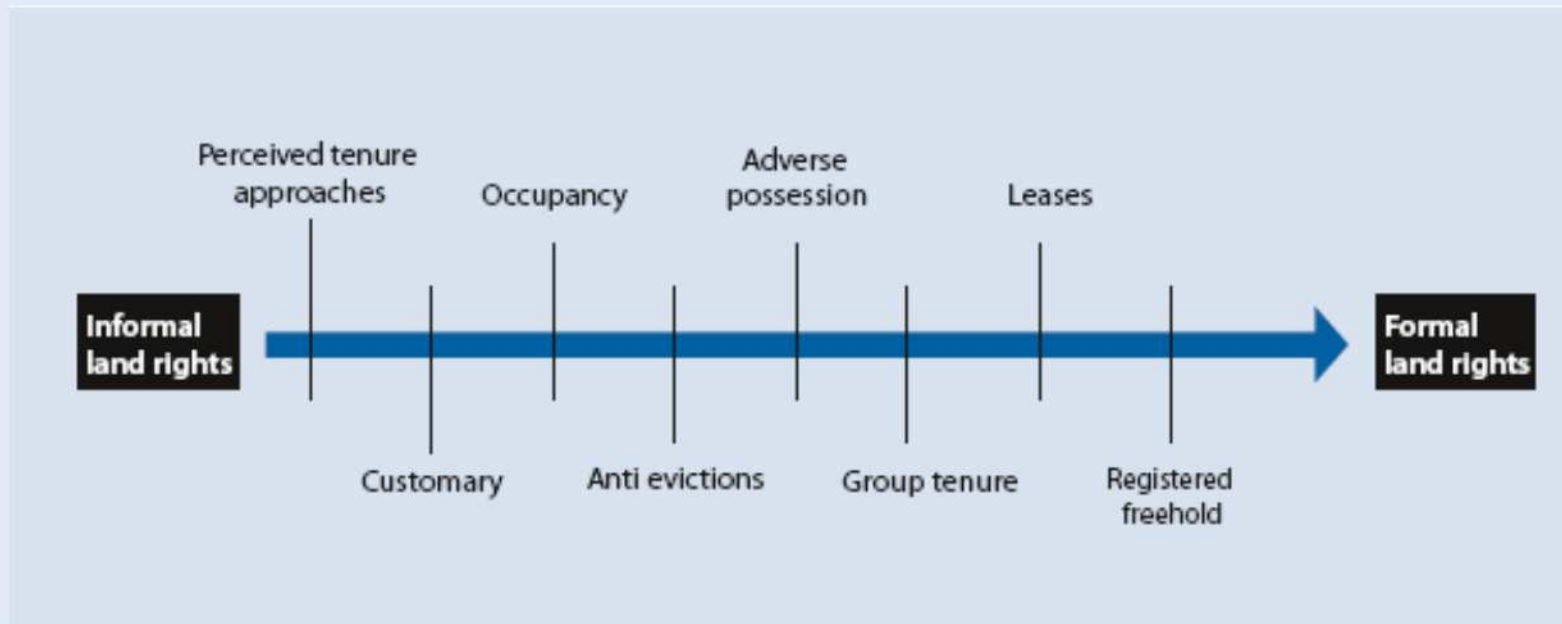 Perceived tenure
approaches
Occupancy
Adverse
possession
Leases
Informal
land rights
Formal
land rights
Customary
Anti evictions
Group tenure
Registered
freehold